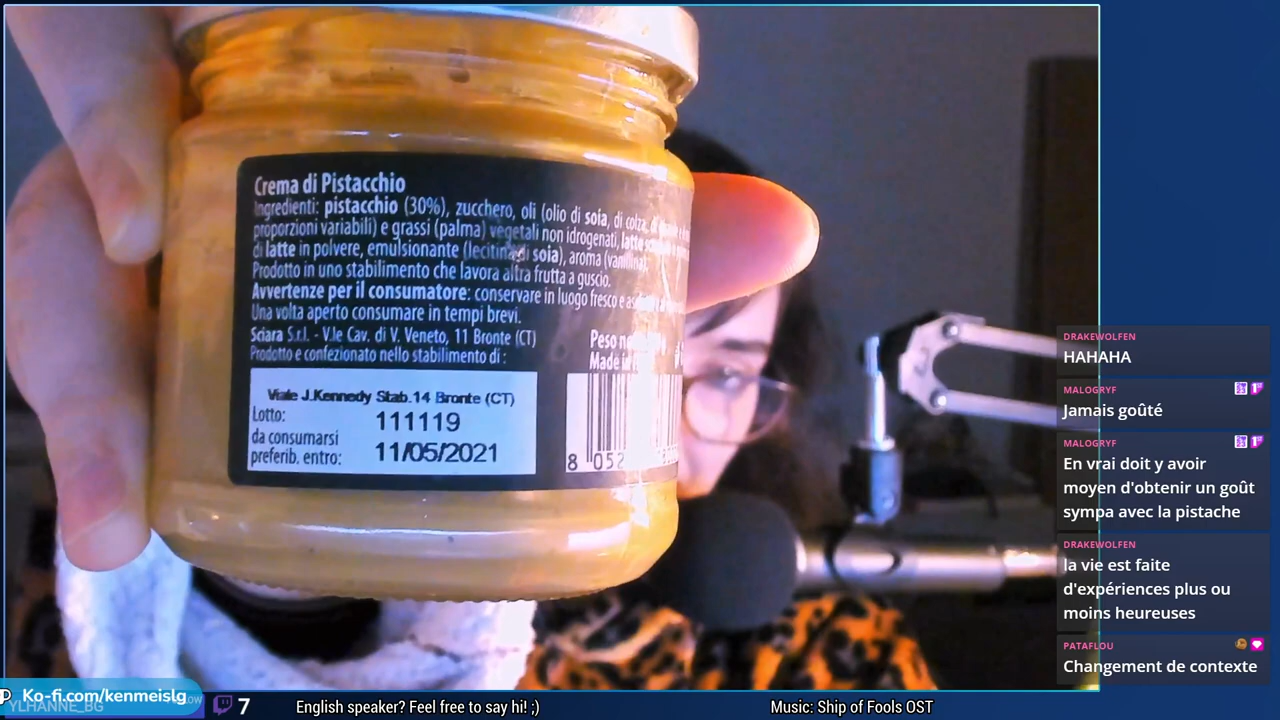 Crema di Pistacchio
Ingredienti: pistacchio (30%), zucchero, oli (olio di soia, di colza, di
proporzioni variabili) e grassi (palma) vegetali non idrogenati, latte
di latte in polvere, emulsionante (lecitina di soia), aroma (vanillina).
Prodotto in uno stabilimento che lavora altra frutta a guscio.
Avvertenze per il consumatore: conservare in luogo fresco e
Una volta aperto consumare in tempi brevi.
Sciara S.r.l. - V.le Cav. di V. Veneto, 11 Bronte (CT)
Peso
Prodotto e confezionato nello stabilimento di :
Made in
Viale J.Kennedy Stab.14 Bronte (CT)
Lotto: 111119
da consumarsi
preferib. entro: 11/05/2021
8 052
DRAKEWOLFEN
HAHAHA
MALOGRYF
Jamais goûté
MALOGRYF
En vrai doit y avoir
moyen d'obtenir un goût
sympa avec la pistache
DRAKEWOLFEN
la vie est faite
d'expériences plus ou
moins heureuses
PATAFLOU
Changement de contexte
Ko-fi.com/kenmeislg
YLHANNE_BG
7
English speaker? Feel free to say hi! ;)
Music: Ship of Fools OST